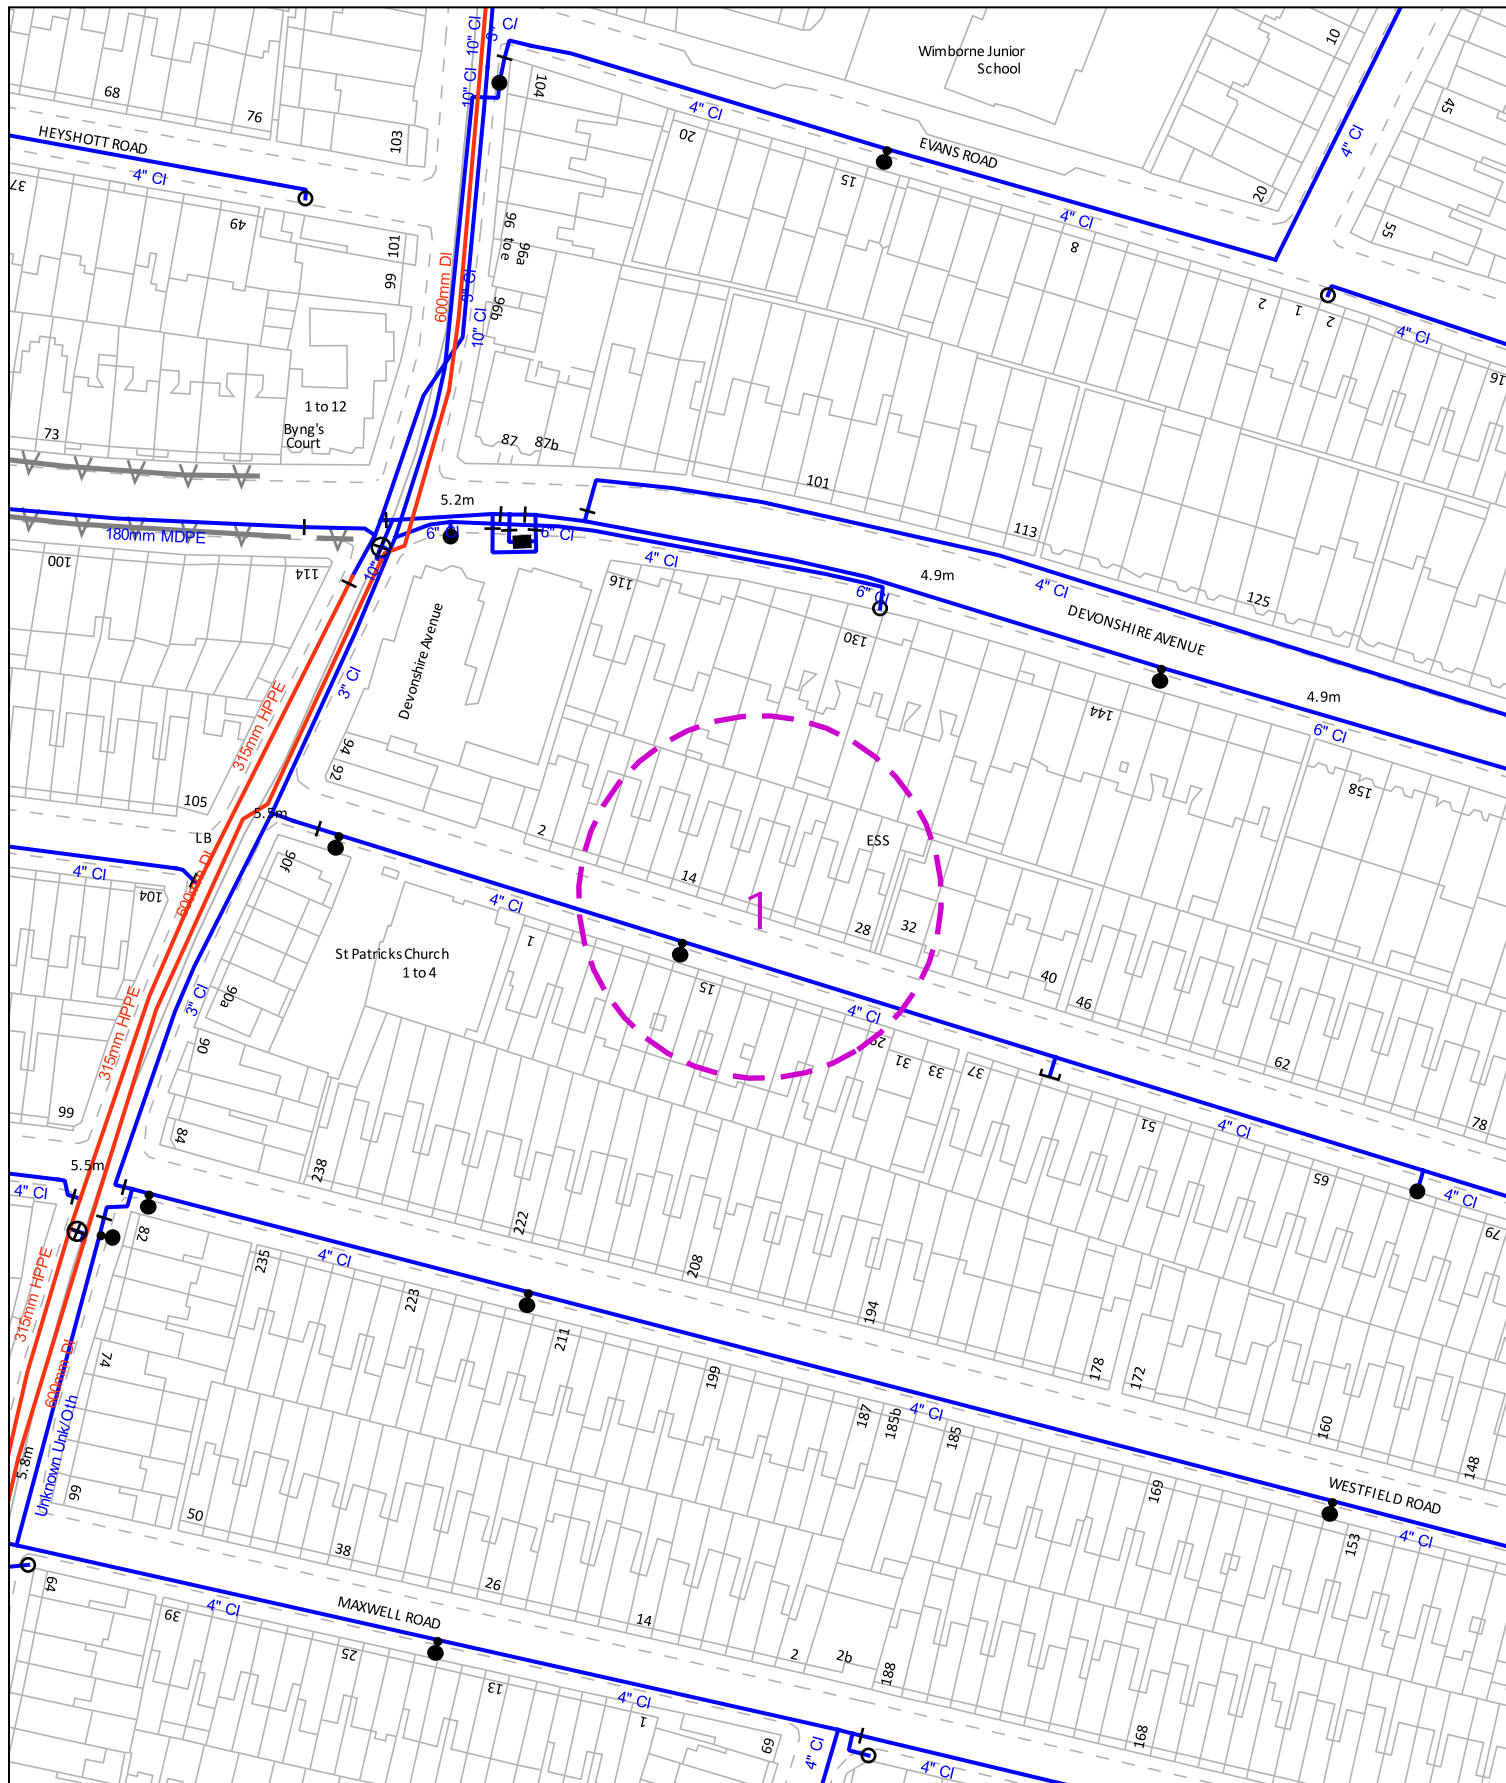 10" CI
3" CI
Wimborne Junior
School
10
68
10" CI
104
45
76
4" CI
20
HEYSHOTT ROAD
103
EVANS ROAD
4" CI
4" CI
15
37
20
49
96 to e
4" CI
55
101
96a
8
99
600mm DI
3" CI
96b
2
1
2
10" CI
4" CI
16
1 to 12
Byng's
Court
73
87
87b
101
5.2m
180mm MDPE
6" CI
6" CI
113
100
114
10"
4" CI
116
4.9m
4" CI
6" CI
125
DEVONSHIRE AVENUE
130
Devonshire Avenue
3" CI
4.9m
315mm HPPE
144
6" CI
94
92
158
105
5.5m
2
LB
ESS
90f
4" CI
14
104
600mm DI
4" CI
1
28
32
1
St Patricks Church
1 to 4
40
15
90a
3" CI
46
4" CI
315mm HPPE
29
31
33
37
90
62
99
84
51
4" CI
78
5.5m
238
65
4" CI
4" CI
222
82
79
235
4" CI
208
315mm HPPE
223
194
211
74
600mm DI
178
172
199
187
185b
4" CI
185
160
5.8m
Unknown Unk/Oth
148
66
169
WESTFIELD ROAD
50
153
4" CI
38
64
26
39
4" CI
MAXWELL ROAD
14
25
2
2b
188
13
4" CI
1
69
168
4" CI
4" CI